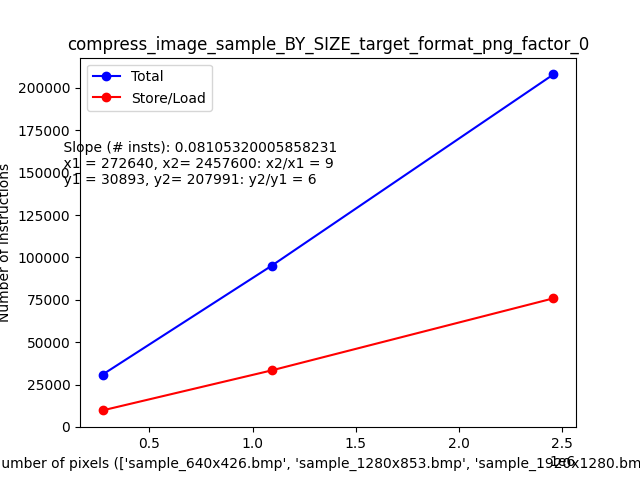 compress_image_sample_BY_SIZE_target_format_png_factor_0
Total
Store/Load
200000
175000
150000
125000
100000
75000
50000
25000
0
Slope (# insts): 0.08105320005858231
x1 = 272640, x2= 2457600: x2/x1 = 9
y1 = 30893, y2= 207991: y2/y1 = 6
Number of instructions
0.5
1.0
1.5
2.0
2.5
1e6
umber of pixels (['sample_640x426.bmp', 'sample_1280x853.bmp', 'sample_1920x1280.bm